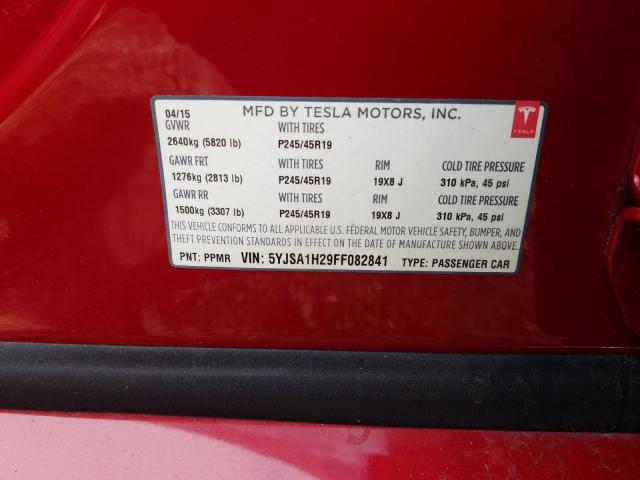 04/15 MFD BY TESLA MOTORS, INC.
TESLA
GVWR WITH TIRES
2640kg (5820 lb) P245/45R19
GAWR FRT WITH TIRES RIM COLD TIRE PRESSURE
1276kg (2813 lb) P245/45R19 19X8 J 310 kPa, 45 psi
GAWR RR WITH TIRES RIM COLD TIRE PRESSURE
1500kg (3307 lb) P245/45R19 19X8 J 310 kPa, 45 psi
THIS VEHICLE CONFORMS TO ALL APPLICABLE U.S. FEDERAL MOTOR VEHICLE SAFETY, BUMPER, AND
THEFT PREVENTION STANDARDS IN EFFECT ON THE DATE OF MANUFACTURE SHOWN ABOVE.
PNT: PPMR VIN: 5YJSA1H29FF082841 TYPE: PASSENGER CAR